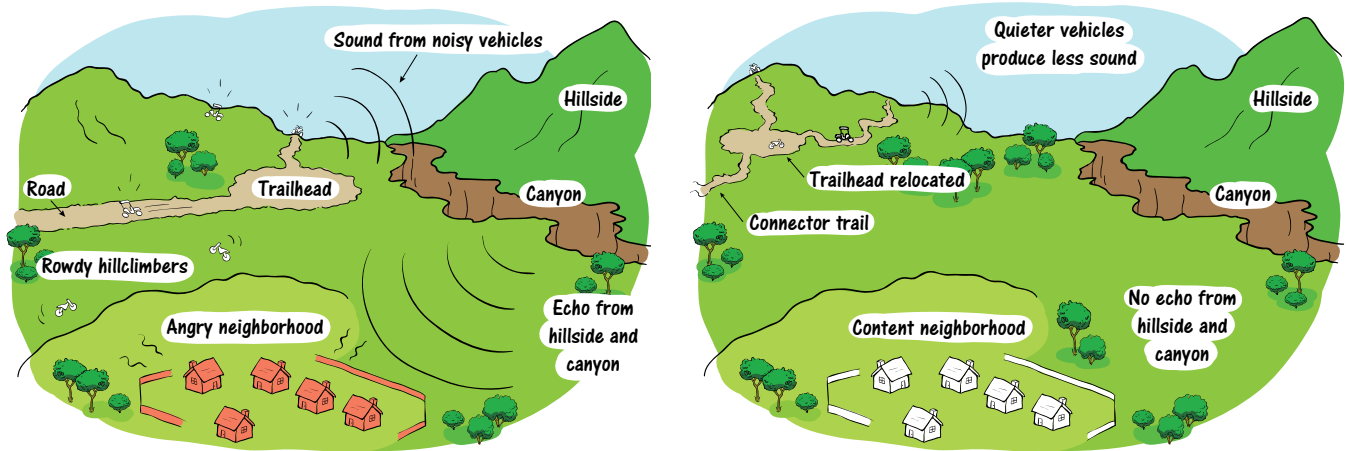 Sound from noisy vehicles
Hillside
Road
Trailhead
Canyon
Rowdy hillclimbers
Echo from
hillside and
canyon
Angry neighborhood
Quieter vehicles
produce less sound
Hillside
Trailhead relocated
Canyon
Connector trail
No echo from
hillside and
canyon
Content neighborhood